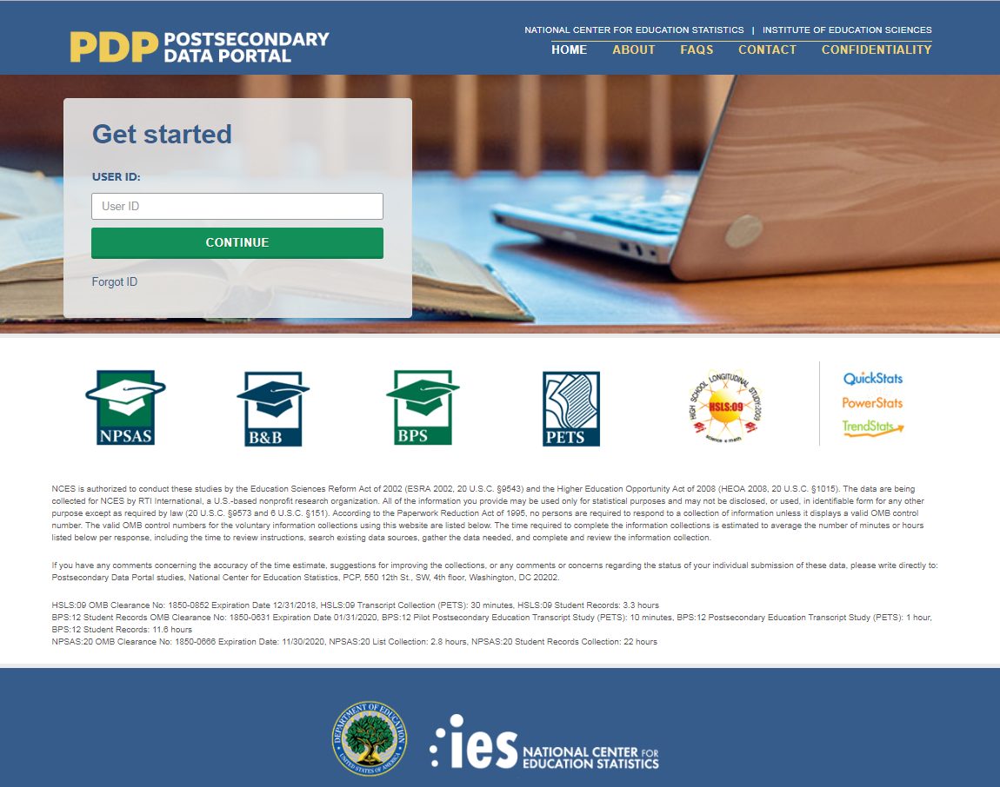 PDP POSTSECONDARY
DATA PORTAL
NATIONAL CENTER FOR EDUCATION STATISTICS | INSTITUTE OF EDUCATION SCIENCES
HOME ABOUT FAQS CONTACT CONFIDENTIALITY
Get started
USER ID:
User ID
CONTINUE
Forgot ID
NPSAS
B&B
BPS
PETS
HIGH SCHOOL LONGITUDINAL STUDY:2009
HSLS:09
science & math
QuickStats
PowerStats
TrendStats
NCES is authorized to conduct these studies by the Education Sciences Reform Act of 2002 (ESRA 2002, 20 U.S.C. §9543) and the Higher Education Opportunity Act of 2008 (HEOA 2008, 20 U.S.C. §1015). The data are being
collected for NCES by RTI International, a U.S.-based nonprofit research organization. All of the information you provide may be used only for statistical purposes and may not be disclosed, or used, in identifiable form for any other
purpose except as required by law (20 U.S.C. §9573 and 6 U.S.C. §151). According to the Paperwork Reduction Act of 1995, no persons are required to respond to a collection of information unless it displays a valid OMB control
number. The valid OMB control numbers for the voluntary information collections using this website are listed below. The time required to complete the information collections is estimated to average the number of minutes or hours
listed below per response, including the time to review instructions, search existing data sources, gather the data needed, and complete and review the information collection.
If you have any comments concerning the accuracy of the time estimate, suggestions for improving the collections, or any comments or concerns regarding the status of your individual submission of these data, please write directly to:
Postsecondary Data Portal studies, National Center for Education Statistics, PCP, 550 12th St., SW, 4th floor, Washington, DC 20202.
HSLS:09 OMB Clearance No: 1850-0852 Expiration Date 12/31/2018, HSLS:09 Transcript Collection (PETS): 30 minutes, HSLS:09 Student Records: 3.3 hours
BPS:12 Student Records OMB Clearance No: 1850-0631 Expiration Date 01/31/2020, BPS:12 Pilot Postsecondary Education Transcript Study (PETS): 10 minutes, BPS:12 Postsecondary Education Transcript Study (PETS): 1 hour,
BPS:12 Student Records: 11.6 hours
NPSAS:20 OMB Clearance No: 1850-0666 Expiration Date: 11/30/2020, NPSAS:20 List Collection: 2.8 hours, NPSAS:20 Student Records Collection: 22 hours
DEPARTMENT OF EDUCATION
UNITED STATES OF AMERICA
ies NATIONAL CENTER FOR
EDUCATION STATISTICS